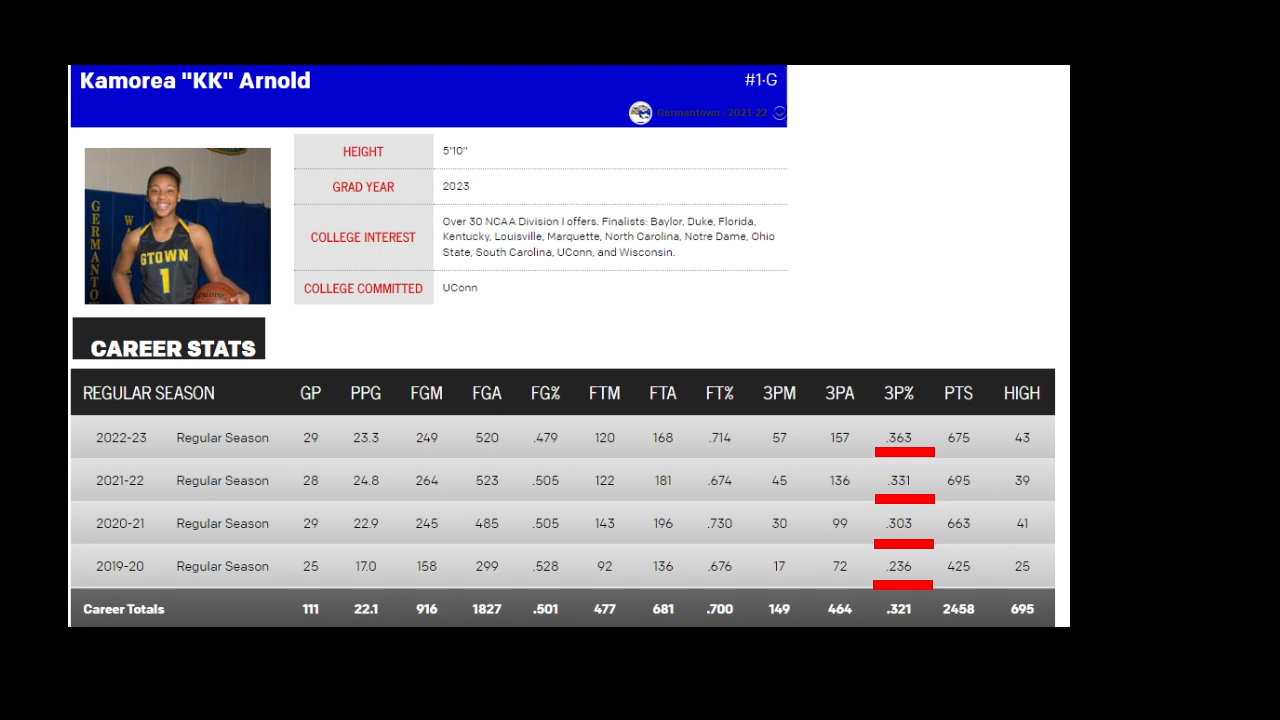 Kamorea "KK" Arnold
#1·G
Germantown - 2021-22
HEIGHT 5'10"
GRAD YEAR 2023
COLLEGE INTEREST
Over 30 NCAA Division I offers. Finalists: Baylor, Duke, Florida,
Kentucky, Louisville, Marquette, North Carolina, Notre Dame, Ohio
State, South Carolina, UConn, and Wisconsin.
COLLEGE COMMITTED UConn
GERMANTO
W
GTOWN
1
SPALDING
CAREER STATS
REGULAR SEASON GP PPG FGM FGA FG% FTM FTA FT% 3PM 3PA 3P% PTS HIGH
2022-23 Regular Season 29 23.3 249 520 .479 120 168 .714 57 157 .363 675 43
2021-22 Regular Season 28 24.8 264 523 .505 122 181 .674 45 136 .331 695 39
2020-21 Regular Season 29 22.9 245 485 .505 143 196 .730 30 99 .303 663 41
2019-20 Regular Season 25 17.0 158 299 .528 92 136 .676 17 72 .236 425 25
Career Totals 111 22.1 916 1827 .501 477 681 .700 149 464 .321 2458 695